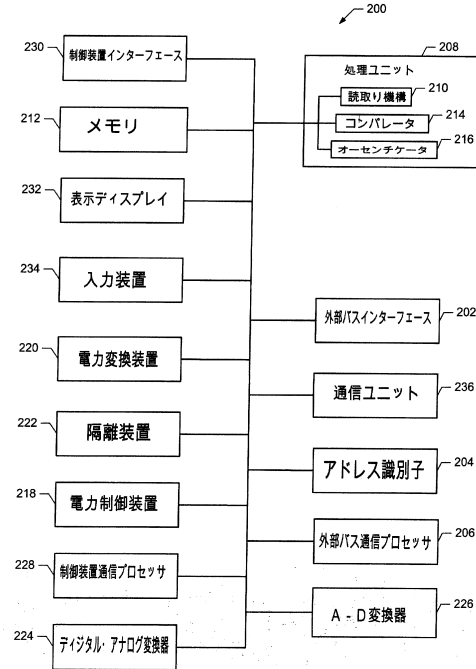 200
230
制御装置インターフェース
208
処理ユニット
読取り機構
210
212
メモリ
コンパレータ
214
オーセンチケータ
216
232
表示ディスプレイ
234
入力装置
外部バスインターフェース
202
220
電力変換装置
通信ユニット
236
222
隔離装置
アドレス識別子
204
218
電力制御装置
外部バス通信プロセッサ
206
228
制御装置通信プロセッサ
A-D変換器
226
224
ディジタル・アナログ変換器